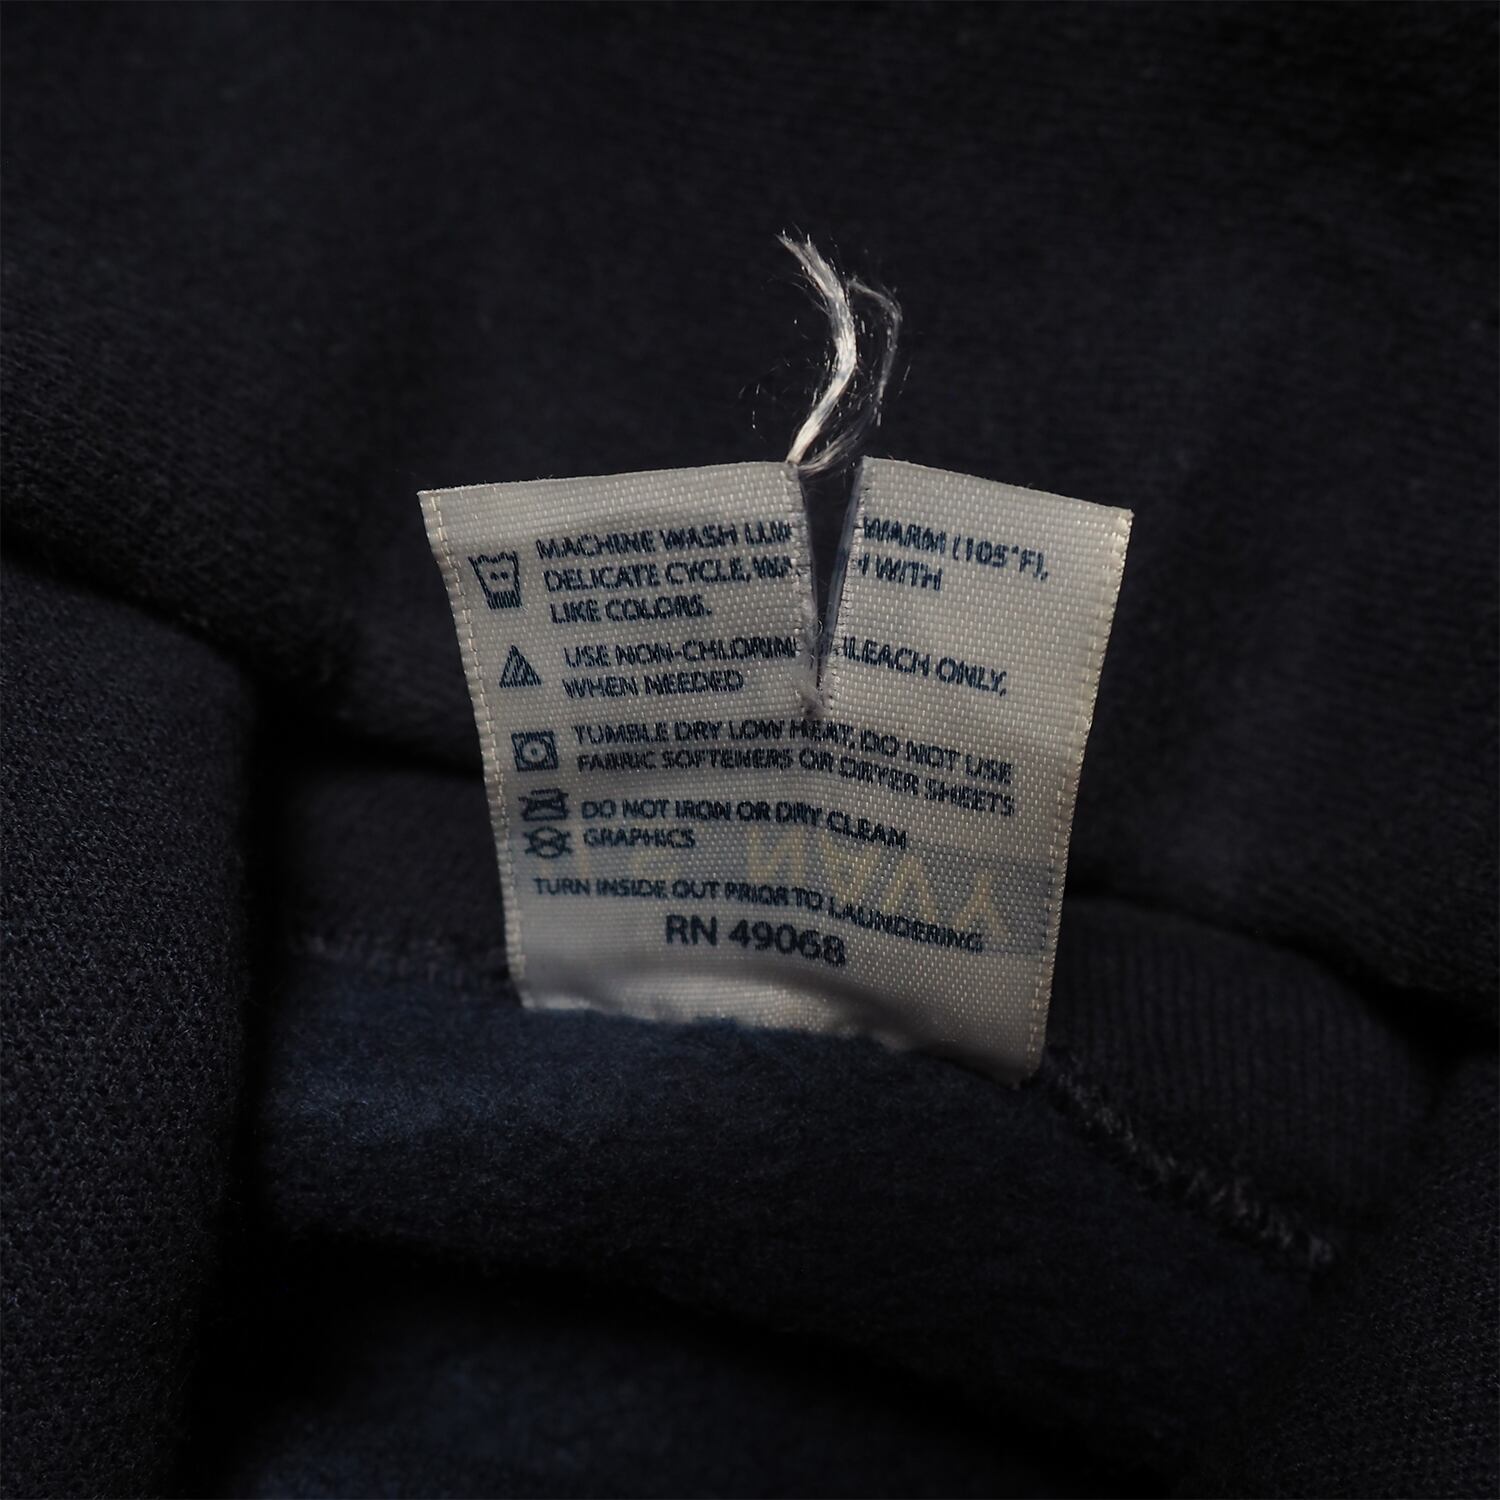 MACHINE WASH WARM (105°F),
DELICATE CYCLE, WITH
LIKE COLORS.
USE NON-CHLORIN LEACH ONLY,
WHEN NEEDED
TUMBLE DRY LOW HEAT, DO NOT USE
FABRIC SOFTENERS OR DRYER SHEETS
DO NOT IRON OR DRY CLEAN
GRAPHICS
TURN INSIDE OUT PRIOR TO LAUNDERING
RN 49068